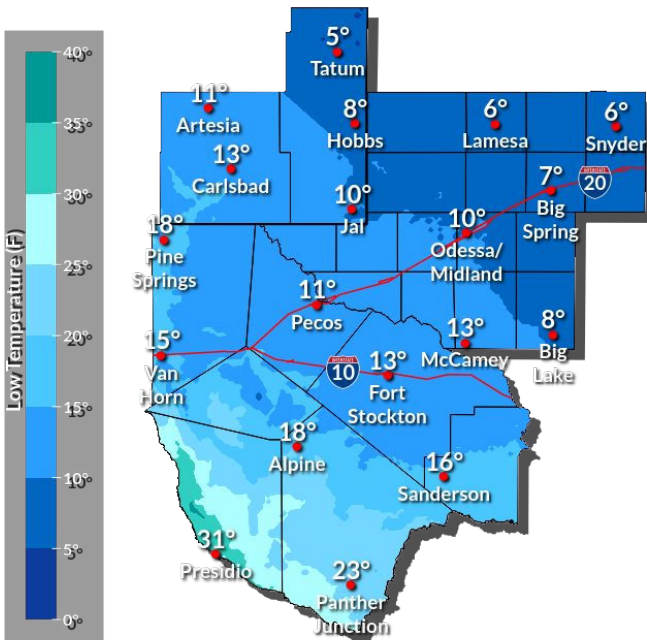 5°
Tatum
11°
Artesia
8°
Hobbs
6°
Lamesa
6°
Snyder
13°
Carlsbad
10°
Jal
7°
Big
Spring
20
18°
Pine
Springs
10°
Odessa/
Midland
11°
Pecos
13°
McCamey
8°
Big
Lake
15°
Van
Horn
10
13°
Fort
Stockton
18°
Alpine
16°
Sanderson
31°
Presidio
23°
Panther
Junction
Low Temperature (F)
40°
35°
30°
25°
20°
15°
10°
5°
0°